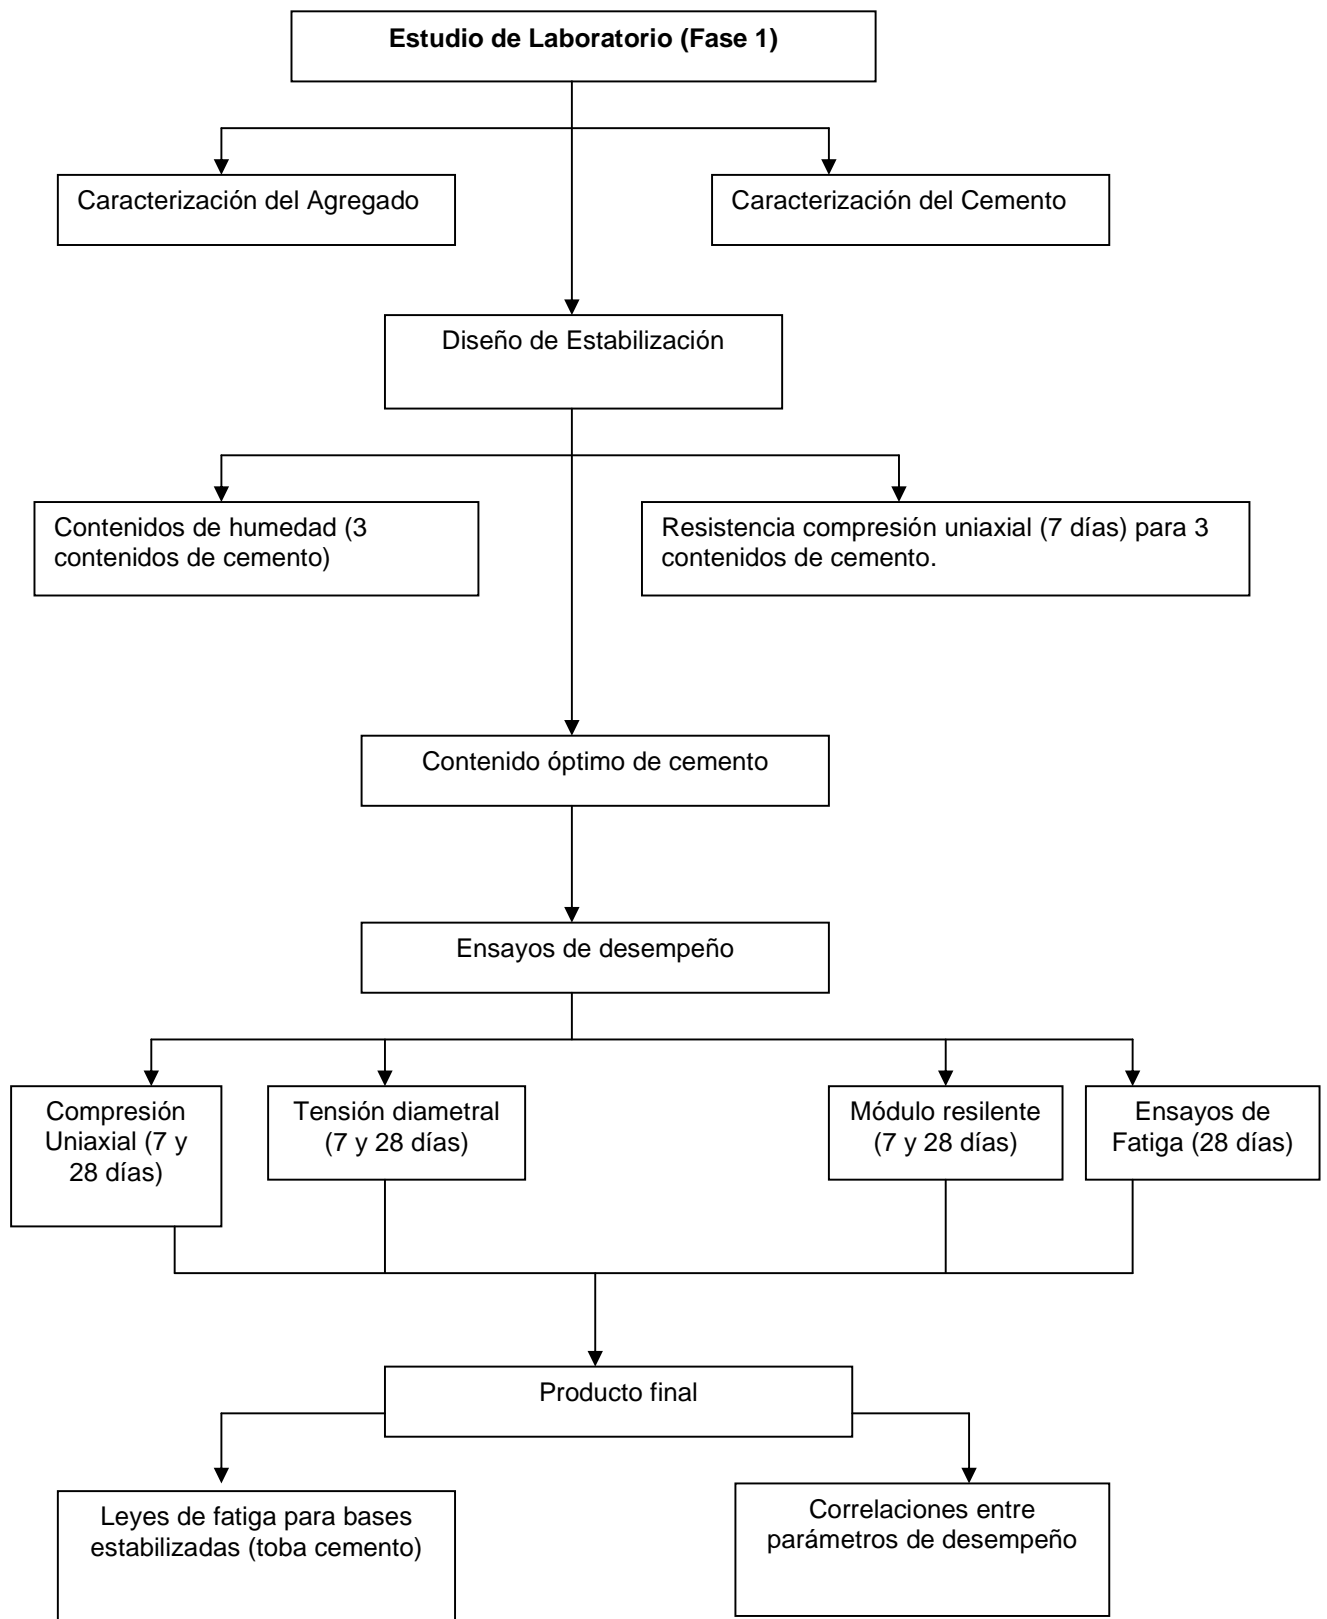 Estudio de Laboratorio (Fase 1)
Caracterización del Agregado
Caracterización del Cemento
Diseño de Estabilización
Contenidos de humedad (3
contenidos de cemento)
Resistencia compresión uniaxial (7 días) para 3
contenidos de cemento.
Contenido óptimo de cemento
Ensayos de desempeño
Compresión
Uniaxial (7 y
28 días)
Tensión diametral
(7 y 28 días)
Módulo resilente
(7 y 28 días)
Ensayos de
Fatiga (28 días)
Producto final
Leyes de fatiga para bases
estabilizadas (toba cemento)
Correlaciones entre
parámetros de desempeño